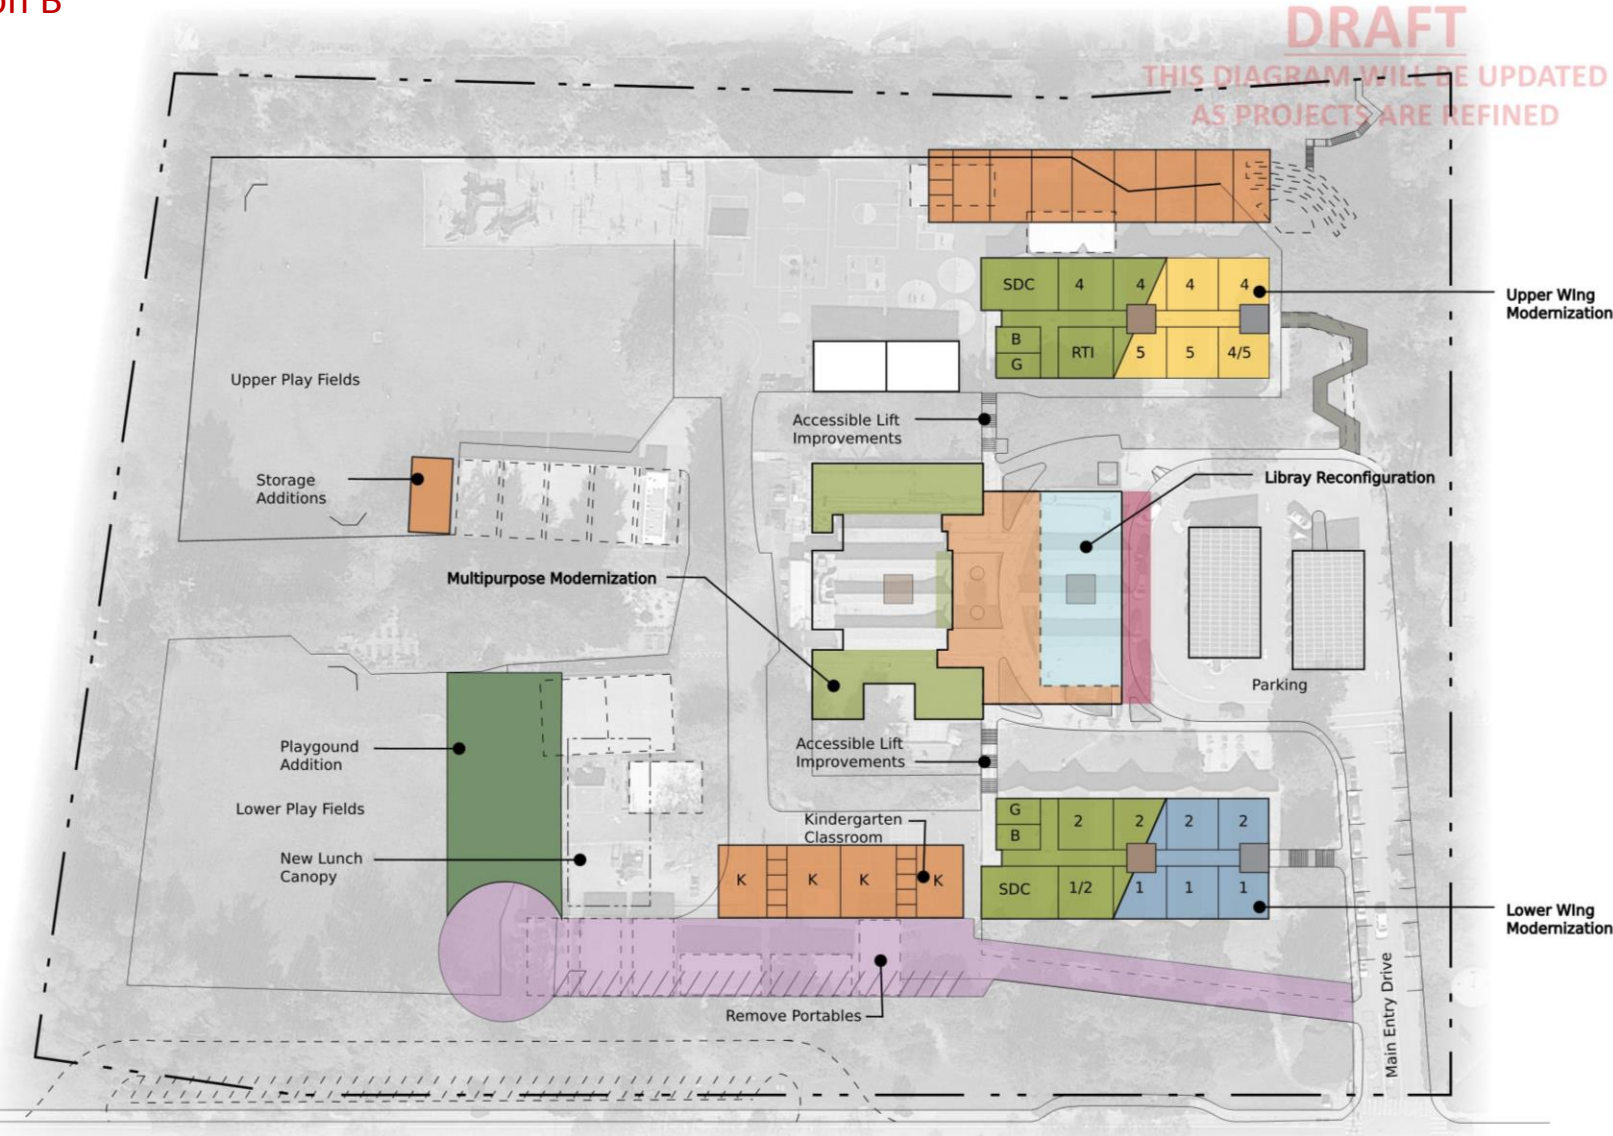 on B
DRAFT
THIS DIAGRAM WILL BE UPDATED
AS PROJECTS ARE REFINED
SDC 4 4 4 4
Upper Wing
Modernization
B
G
RTI 5 5 4/5
Upper Play Fields
Accessible Lift
Improvements
Storage
Additions
Libray Reconfiguration
Multipurpose Modernization
Parking
Playgound
Addition
Accessible Lift
Improvements
Lower Play Fields
Kindergarten
Classroom
G
B
2 2 2 2
New Lunch
Canopy
K K K K
SDC 1/2 1 1 1
Lower Wing
Modernization
Remove Portables
Main Entry Drive